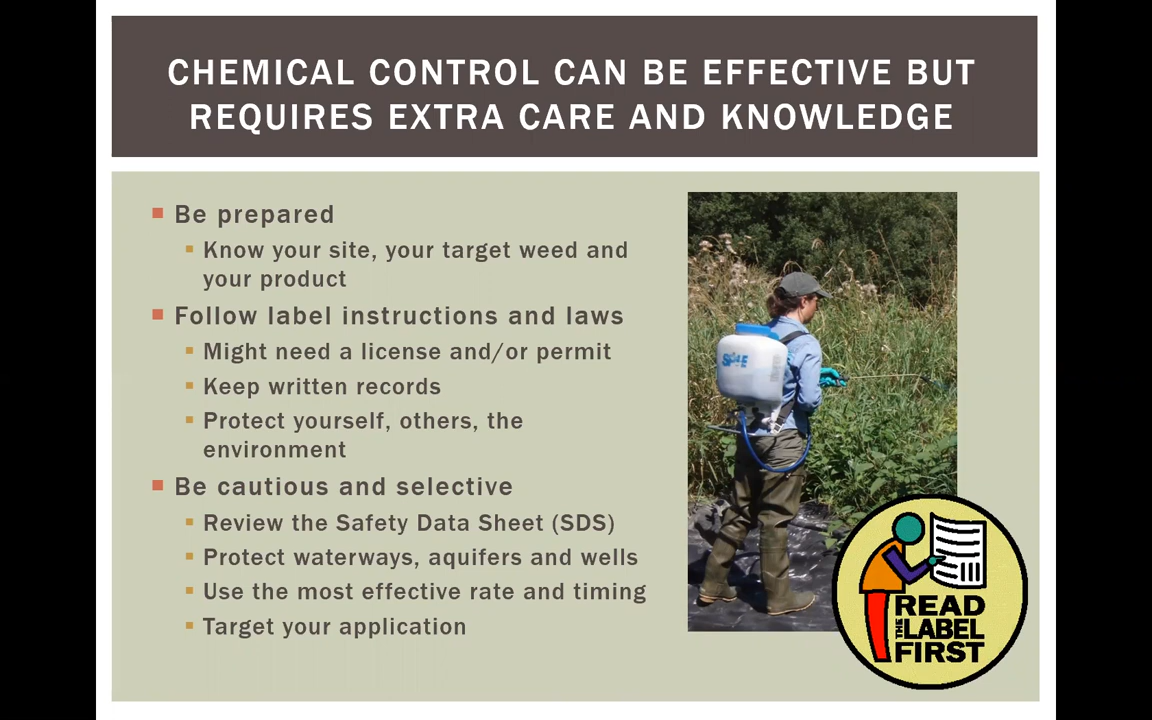 CHEMICAL CONTROL CAN BE EFFECTIVE BUT
REQUIRES EXTRA CARE AND KNOWLEDGE
Be prepared
Know your site, your target weed and
your product
Follow label instructions and laws
Might need a license and/or permit
Keep written records
Protect yourself, others, the
environment
Be cautious and selective
Review the Safety Data Sheet (SDS)
Protect waterways, aquifers and wells
Use the most effective rate and timing
Target your application
READ
THE LABEL
FIRST